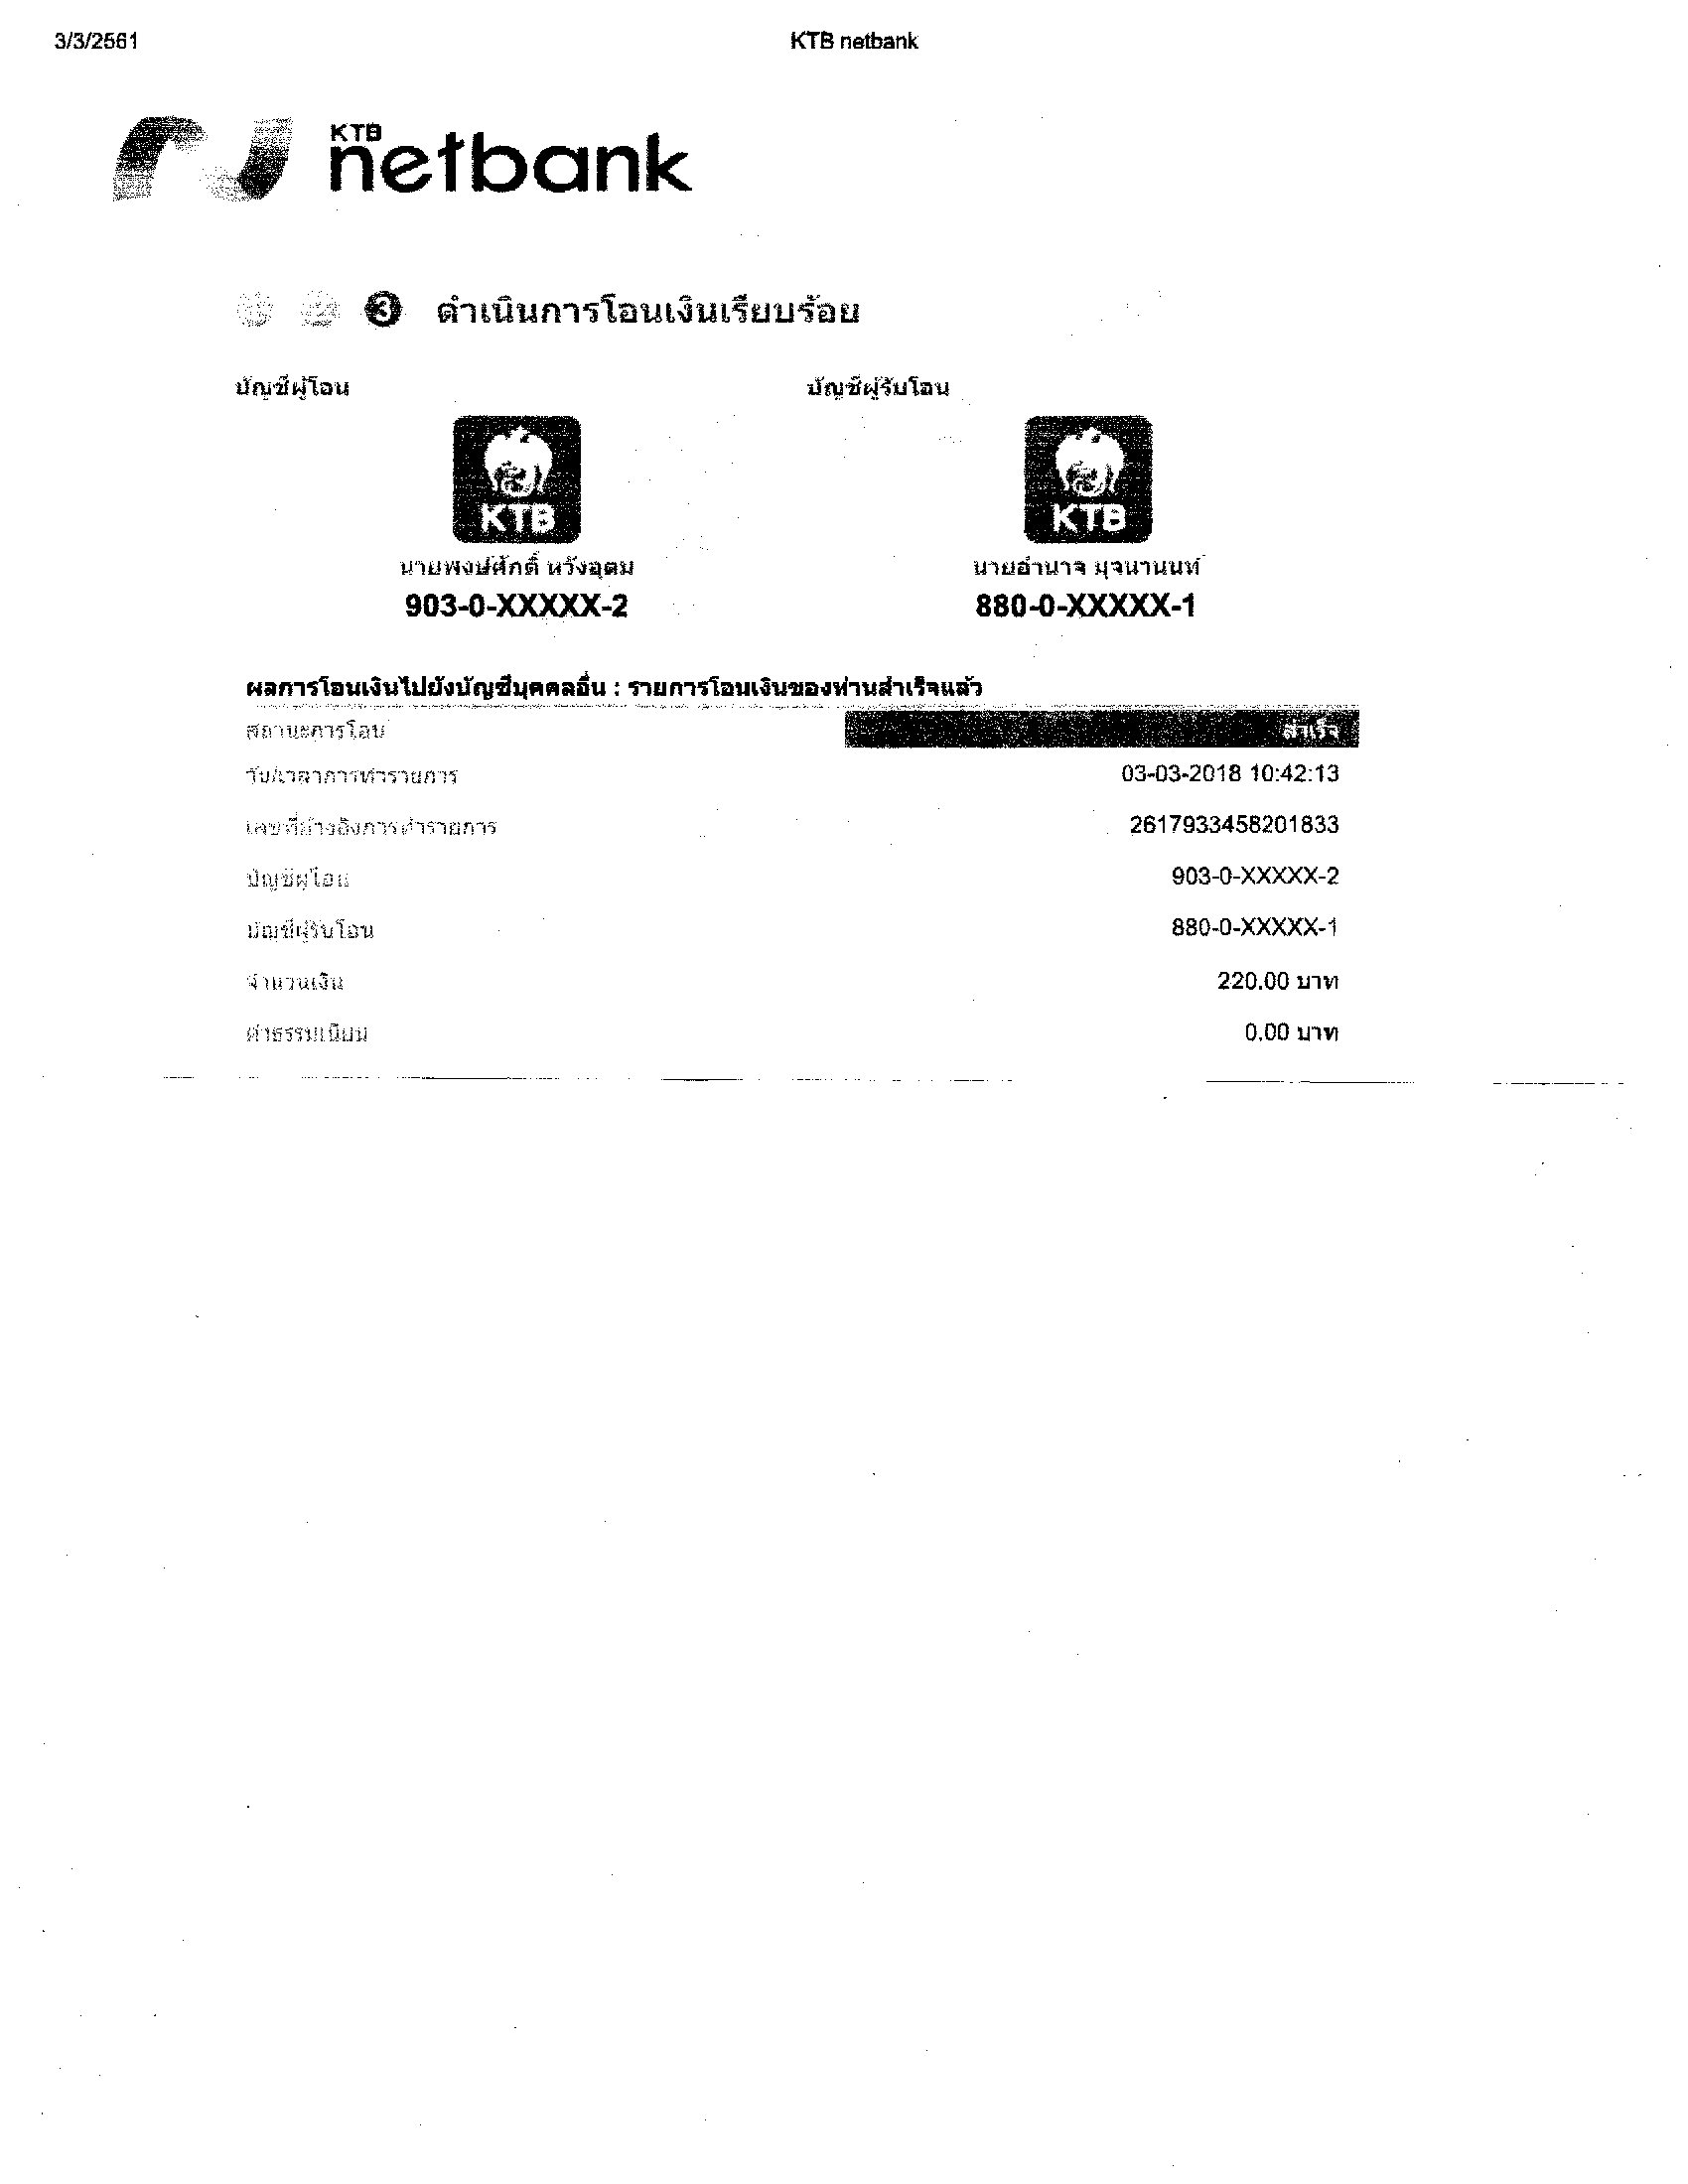 3/3/2561
KTB netbank
KTB
netbank
3 ดำเนินการโอนเงินเรียบร้อย
บัญชีผู้โอน
บัญชีผู้รับโอน
KTB
KTB
นายพงษ์ศักดิ์ หวังอุดม
นายอำนาจ มุจนานนท์
903-0-XXXXX-2
880-0-XXXXX-1
ผลการโอนเงินไปยังบัญชีบุคคลอื่น : รายการโอนเงินของท่านสำเร็จแล้ว
สถานะการโอน สำเร็จ
วัน/เวลาการทำรายการ 03-03-2018 10:42:13
เลขที่อ้างอิงการทำรายการ 2617933458201833
บัญชีผู้โอน 903-0-XXXXX-2
บัญชีผู้รับโอน 880-0-XXXXX-1
จำนวนเงิน 220.00 บาท
ค่าธรรมเนียม 0.00 บาท